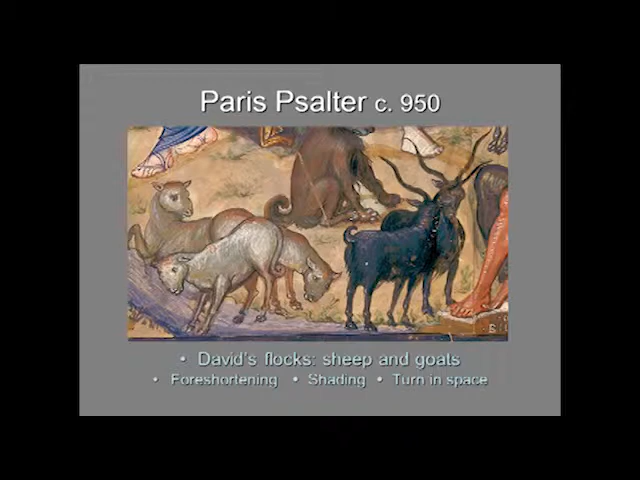 Paris Psalter c. 950
• David's flocks: sheep and goats
• Foreshortening • Shading • Turn in space